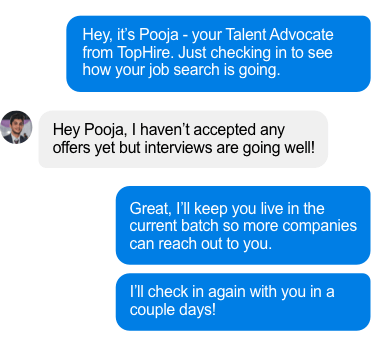 Hey, it's Pooja - your Talent Advocate
from TopHire. Just checking in to see
how your job search is going.
Hey Pooja, I haven't accepted any
offers yet but interviews are going well!
Great, I'll keep you live in the
current batch so more companies
can reach out to you.
I'll check in again with you in a
couple days!